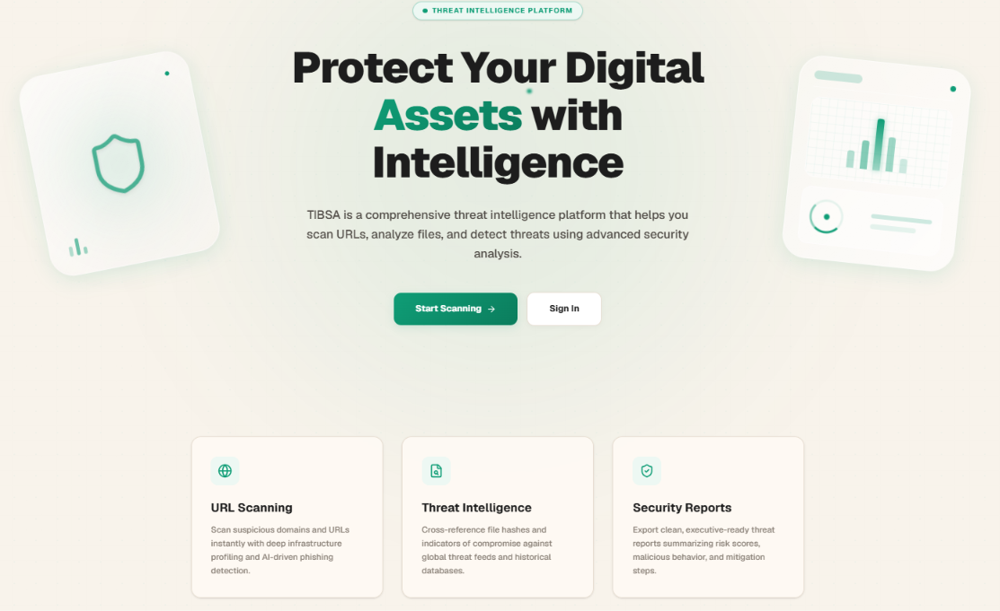 THREAT INTELLIGENCE PLATFORM
Protect Your Digital
Assets with
Intelligence
TIBSA is a comprehensive threat intelligence platform that helps you
scan URLs, analyze files, and detect threats using advanced security
analysis.
Start Scanning →
Sign In
URL Scanning
Scan suspicious domains and URLs
instantly with deep infrastructure
profiling and AI-driven phishing
detection.
Threat Intelligence
Cross-reference file hashes and
indicators of compromise against
global threat feeds and historical
databases.
Security Reports
Export clean, executive-ready threat
reports summarizing risk scores,
malicious behavior, and mitigation
steps.